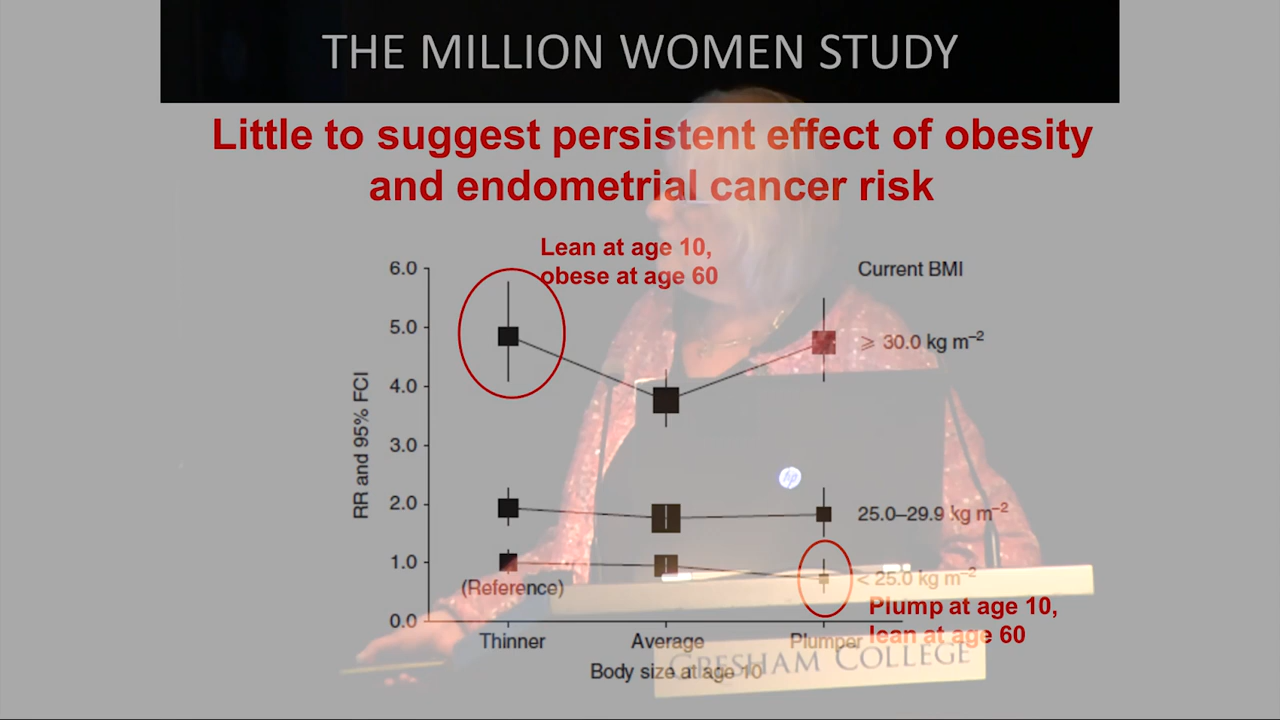 THE MILLION WOMEN STUDY
Little to suggest persistent effect of obesity
and endometrial cancer risk
Lean at age 10,
obese at age 60
Current BMI
6.0
5.0
4.0
3.0
2.0
1.0
0.0
RR and 95% FCI
⩾ 30.0 kg m⁻²
25.0–29.9 kg m⁻²
< 25.0 kg m⁻²
(Reference)
Plump at age 10,
lean at age 60
Thinner
Average
Plumper
Body size at age 10
hp
GRESHAM COLLEGE